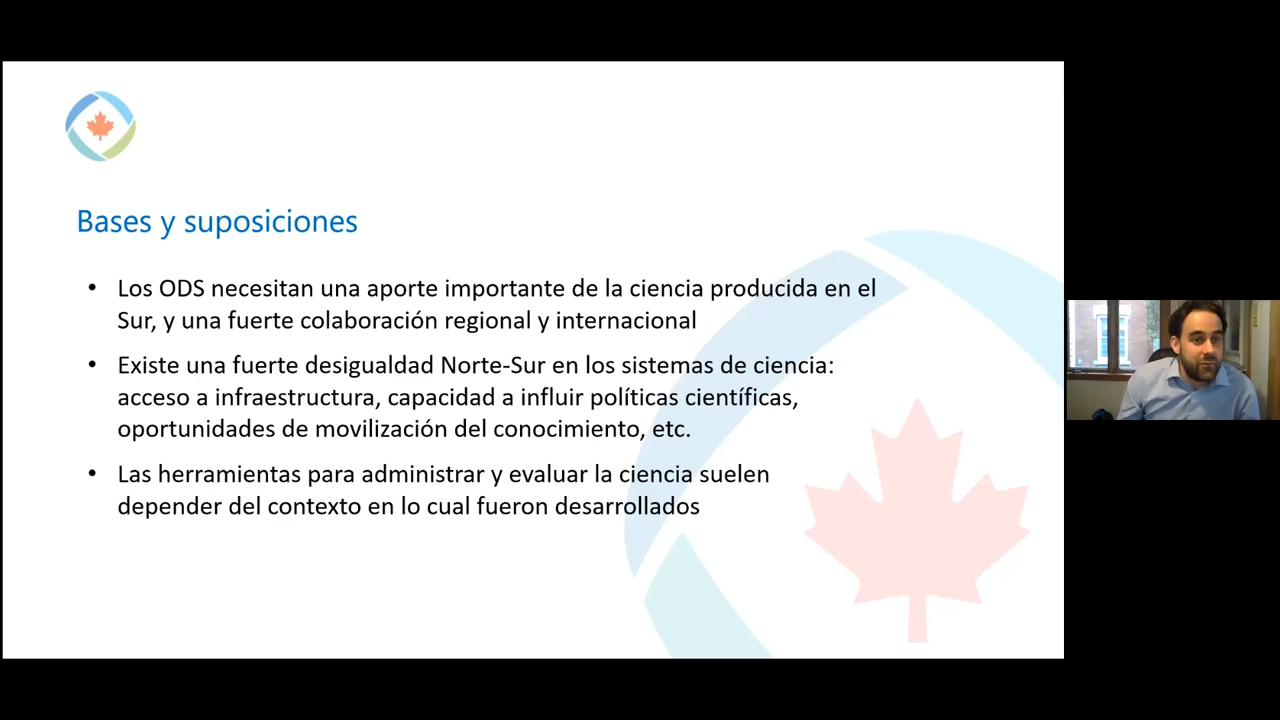 Bases y suposiciones
• Los ODS necesitan una aporte importante de la ciencia producida en el
Sur, y una fuerte colaboración regional y internacional
• Existe una fuerte desigualdad Norte-Sur en los sistemas de ciencia:
acceso a infraestructura, capacidad a influir políticas científicas,
oportunidades de movilización del conocimiento, etc.
• Las herramientas para administrar y evaluar la ciencia suelen
depender del contexto en lo cual fueron desarrollados